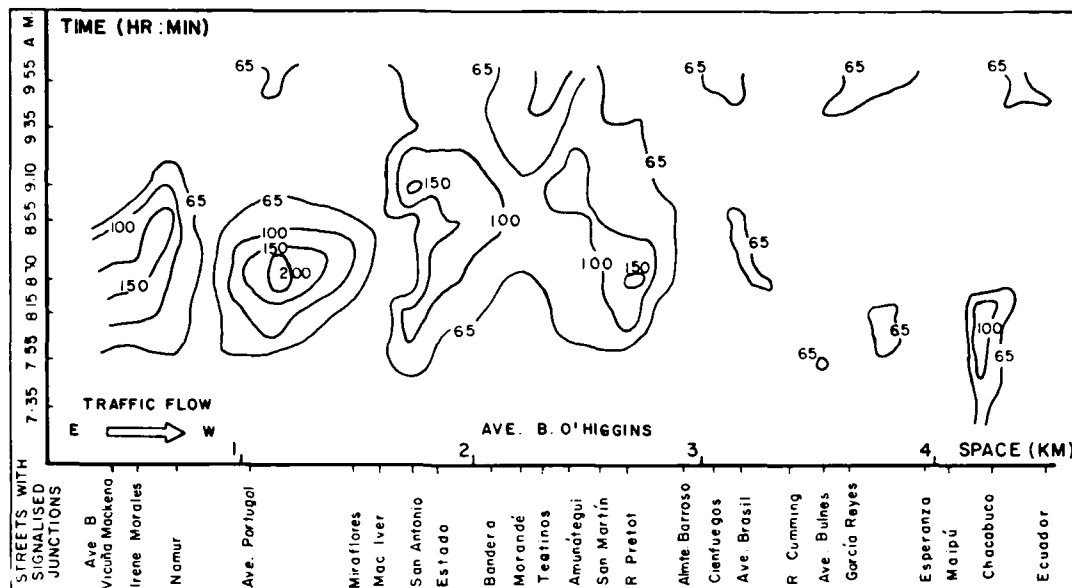 TIME (HR:MIN)
A M.
9 55
9 35
9.10
8 55
8 30
8.15
7.55
7.35
65
65
65
65
65
65
65
65
100
100
150
150
200
65
150
100
65
100
150
65
65
65
65
100
65
TRAFFIC FLOW
E
W
AVE. B. O'HIGGINS
1
2
3
4
SPACE (KM)
STREETS WITH
SIGNALISED
JUNCTIONS
Ave B
Vicuña Mackena
Irene Morales
Namur
Ave. Portugal
Miraflores
Mac Iver
San Antonio
Estado
Bandera
Morandé
Teatinos
Amunátegui
San Martín
R Pretot
Almte Barroso
Cienfuegos
Ave. Brasil
R Cumming
Ave. Bulnes
García Reyes
Esperanza
Maipú
Chacabuco
Ecuador